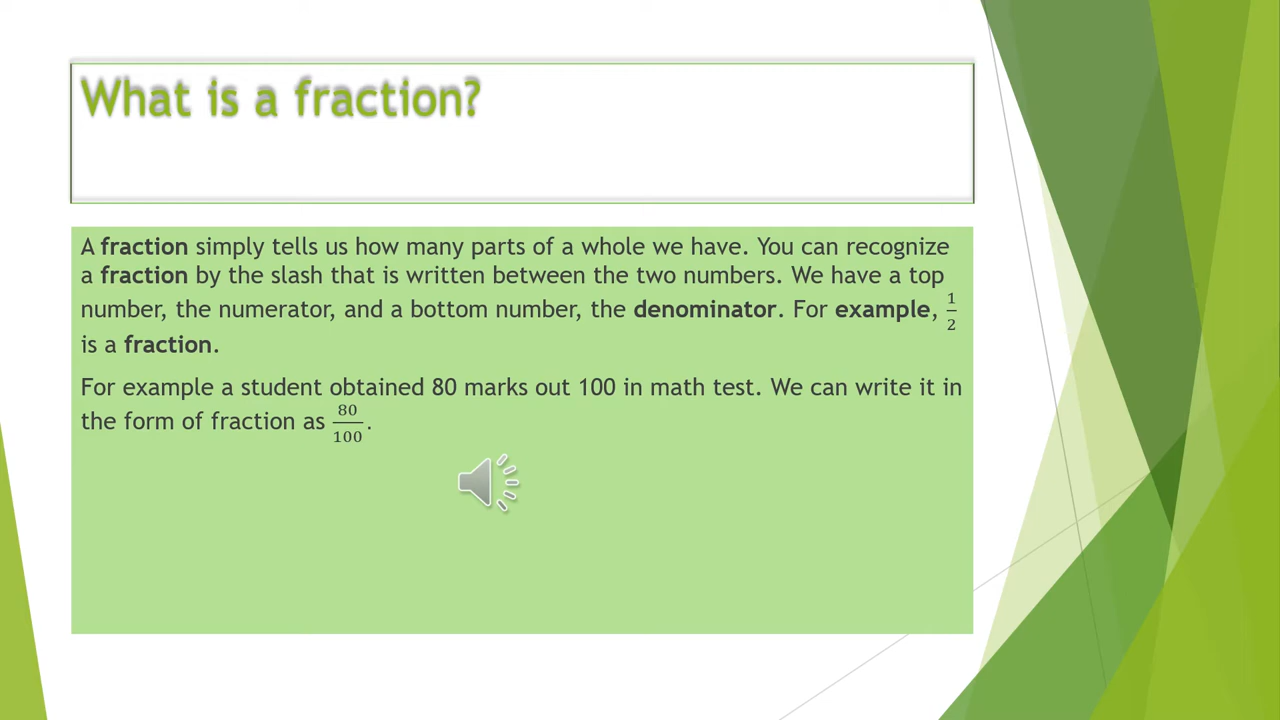 What is a fraction?
A fraction simply tells us how many parts of a whole we have. You can recognize
a fraction by the slash that is written between the two numbers. We have a top
number, the numerator, and a bottom number, the denominator. For example, 1/2
is a fraction.
For example a student obtained 80 marks out 100 in math test. We can write it in
the form of fraction as 80/100.